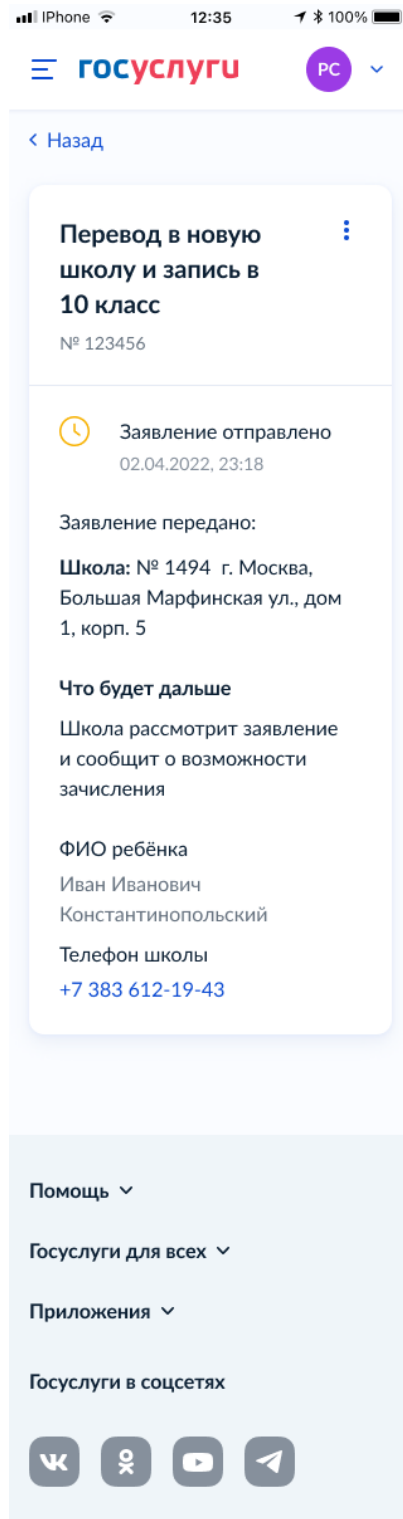 IPhone 12:35 100%
госуслуги РС
Назад
Перевод в новую
школу и запись в
10 класс
№ 123456
Заявление отправлено
02.04.2022, 23:18
Заявление передано:
Школа: № 1494 г. Москва,
Большая Марфинская ул., дом
1, корп. 5
Что будет дальше
Школа рассмотрит заявление
и сообщит о возможности
зачисления
ФИО ребёнка
Иван Иванович
Константинопольский
Телефон школы
+7 383 612-19-43
Помощь
Госуслуги для всех
Приложения
Госуслуги в соцсетях